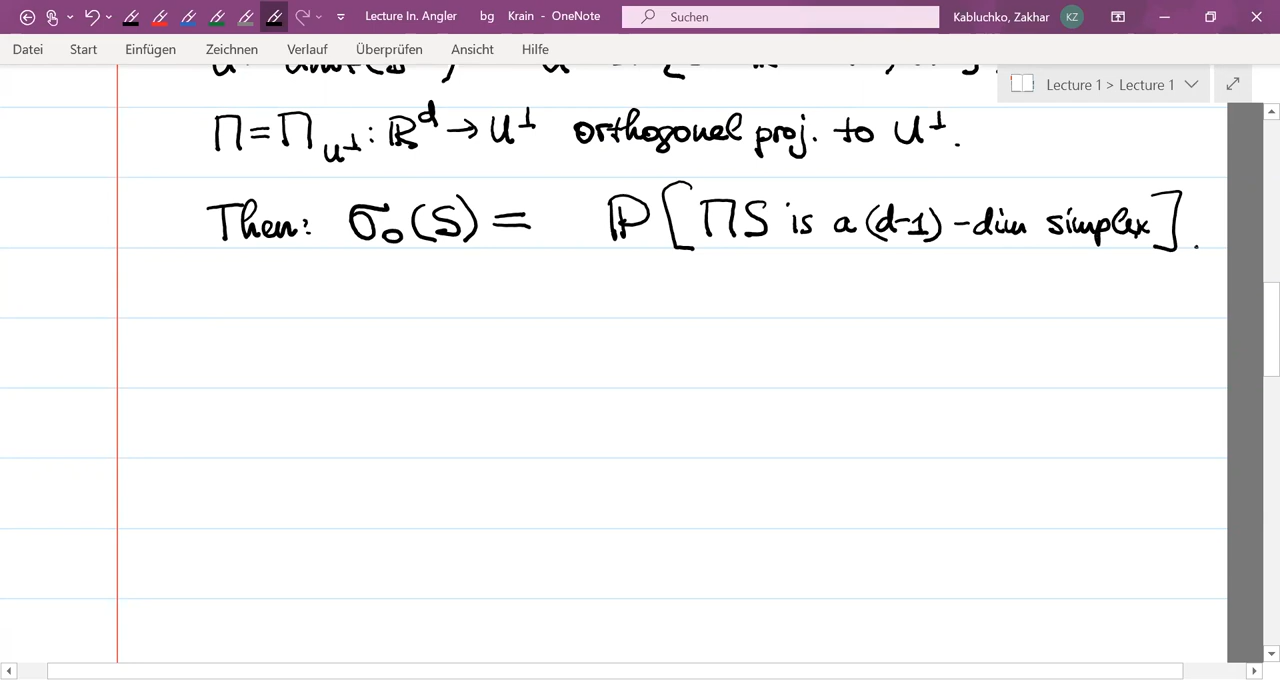 Lecture In. Angler bg Krain - OneNote
Suchen
Kabluchko, Zakhar KZ
Datei Start Einfügen Zeichnen Verlauf Überprüfen Ansicht Hilfe
Lecture 1 > Lecture 1
Π = Π_{u^⊥} : ℝ^d → u^⊥ orthogonal proj. to u^⊥.
Then: σ_0(S) = ℙ[ΠS is a (d-1)-dim simplex].